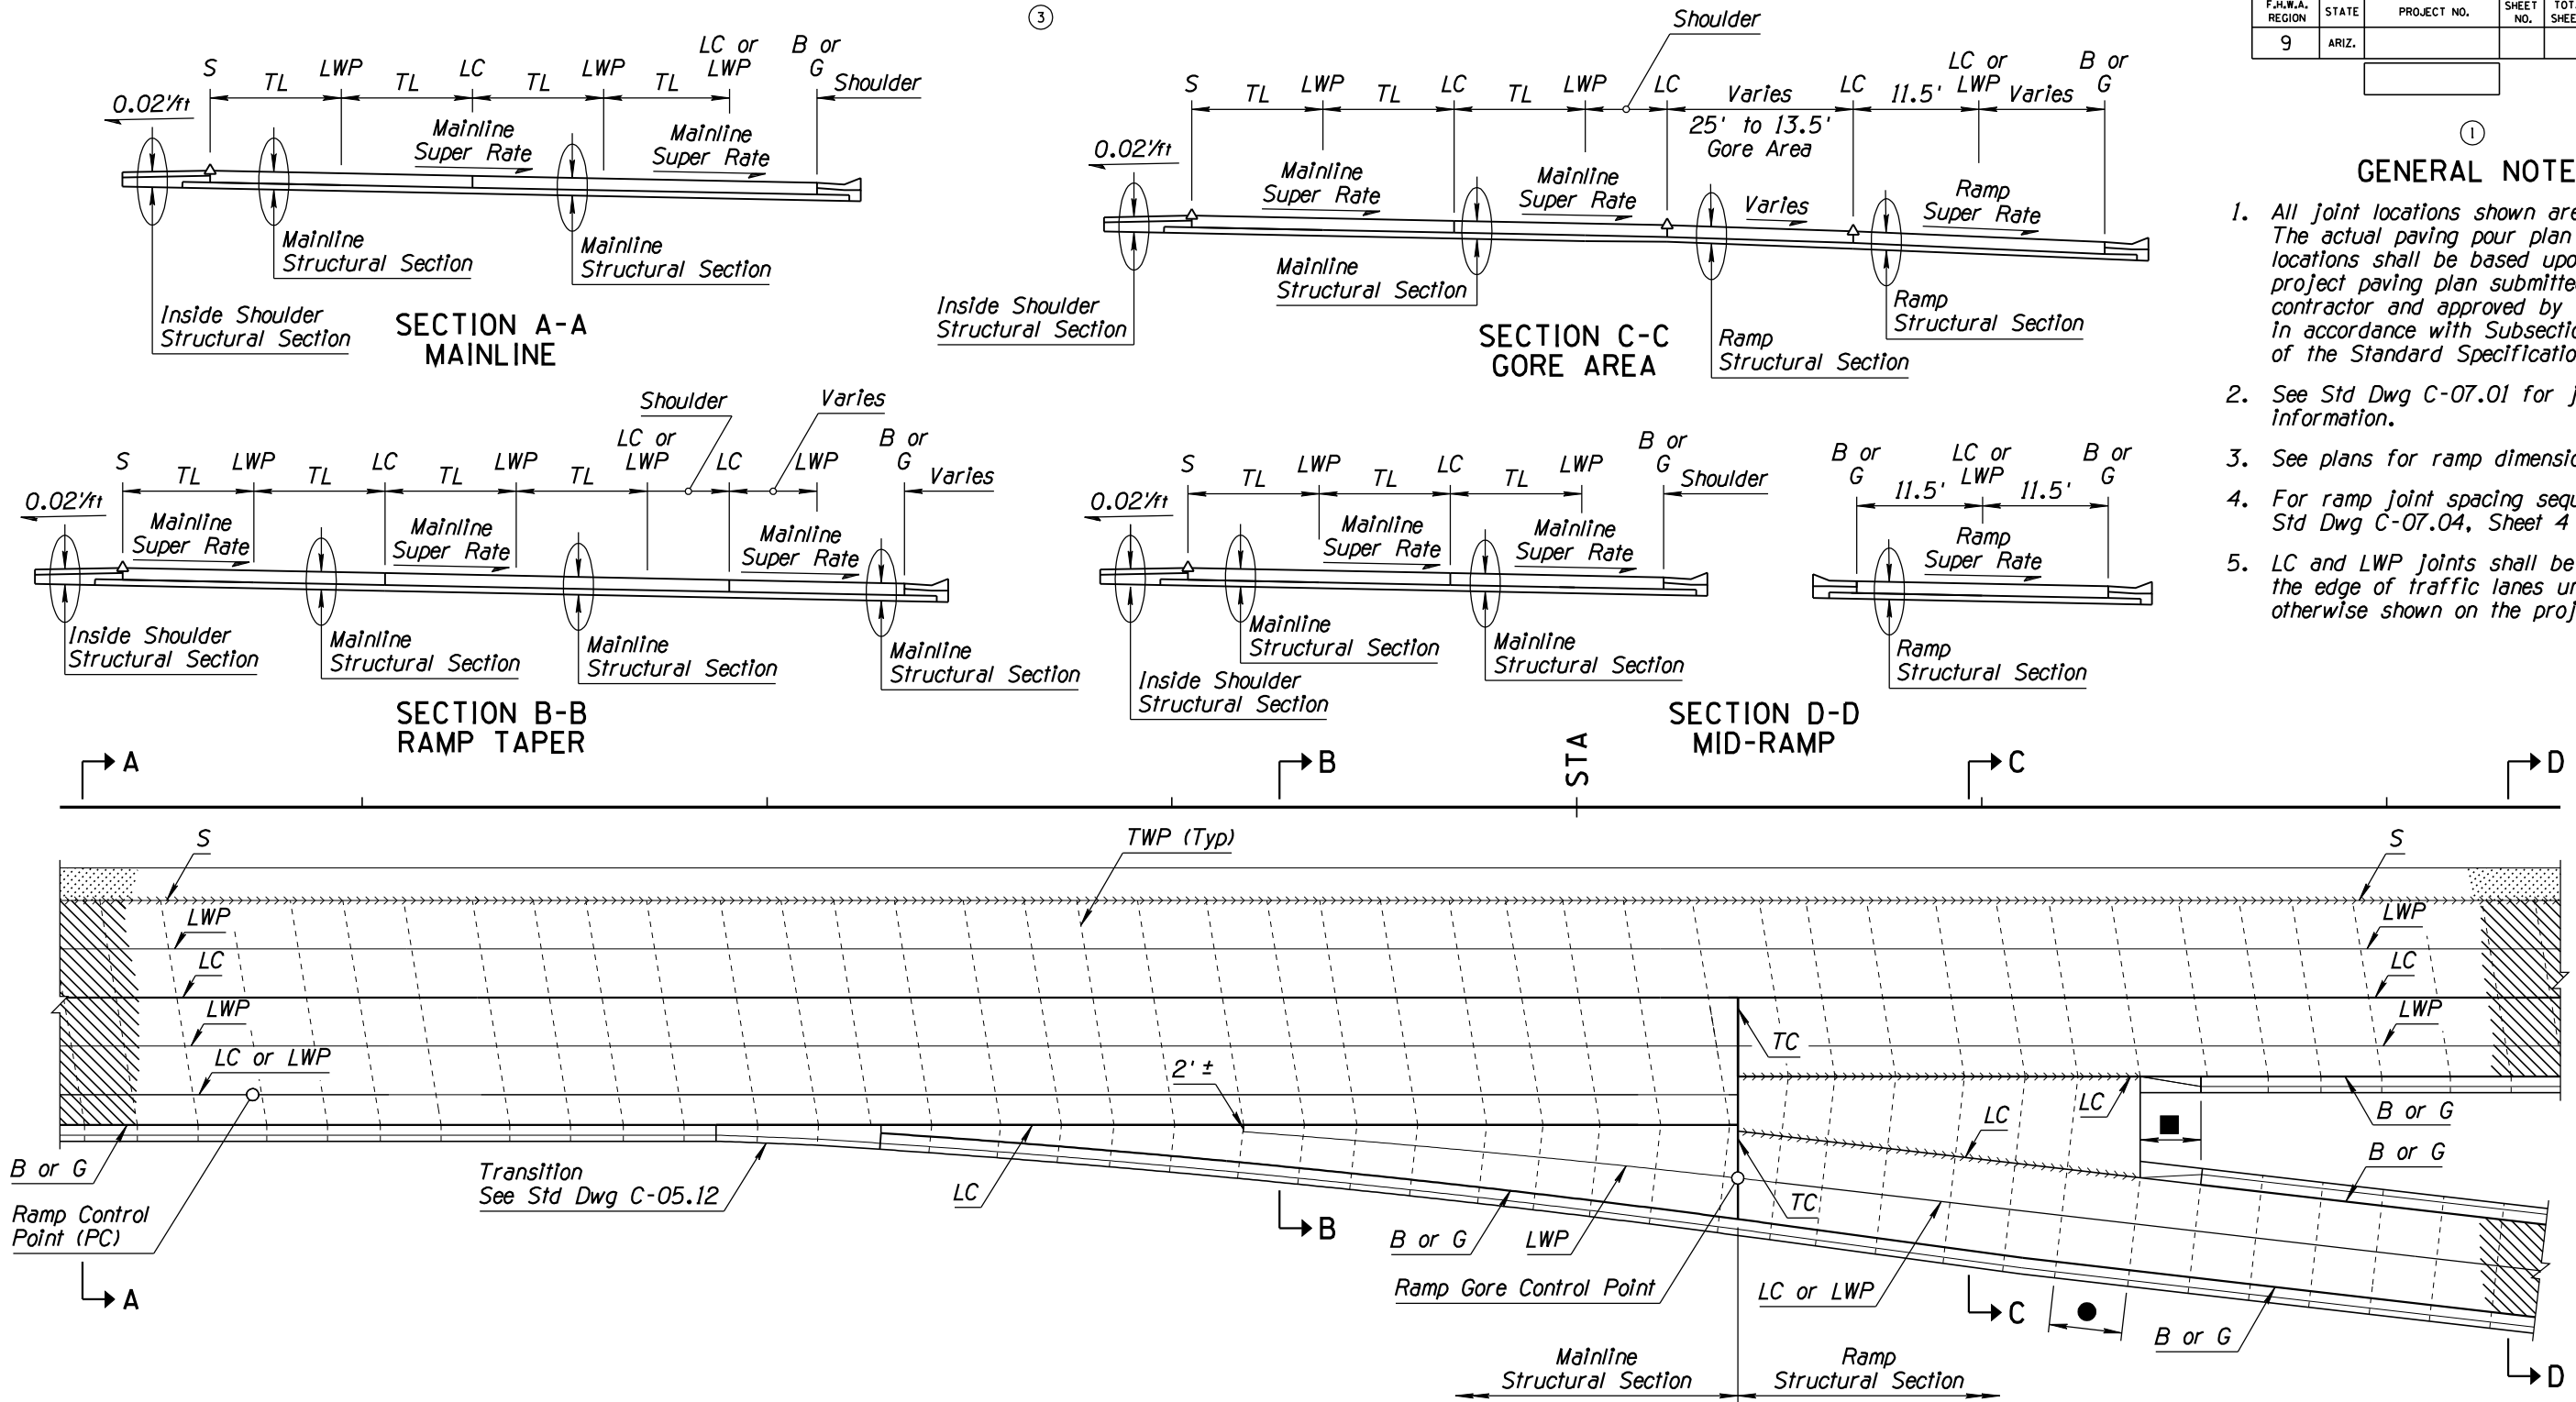 3
F.H.W.A. REGION
STATE
PROJECT NO.
SHEET NO.
9
ARIZ.
S
TL
LWP
TL
LC
TL
LWP
TL
LC or LWP
B or G
Shoulder
0.02'/ft
Mainline
Super Rate
Mainline
Super Rate
Mainline
Structural Section
Mainline
Structural Section
Inside Shoulder
Structural Section
SECTION A-A
MAINLINE
Shoulder
S
TL
LWP
TL
LC
TL
LWP
LC
Varies
25' to 13.5'
Gore Area
LC
11.5'
LC or LWP
Varies
B or G
0.02'/ft
Mainline
Super Rate
Mainline
Super Rate
Varies
Ramp
Super Rate
Mainline
Structural Section
Inside Shoulder
Structural Section
Ramp
Structural Section
Ramp
Structural Section
SECTION C-C
GORE AREA
1
GENERAL NOTE
1. All joint locations shown are
The actual paving pour plan
locations shall be based
project paving plan
contractor and approved by
in accordance with
of the Standard
2. See Std Dwg C-07.01 for
information.
3. See plans for ramp
4. For ramp joint spacing
Std Dwg C-07.04, Sheet 4
5. LC and LWP joints shall be
the edge of traffic lanes
otherwise shown on the
Shoulder
Varies
S
TL
LWP
TL
LC
TL
LWP
TL
LC or LWP
LC
LWP
B or G
Varies
0.02'/ft
Mainline
Super Rate
Mainline
Super Rate
Mainline
Super Rate
Inside Shoulder
Structural Section
Mainline
Structural Section
Mainline
Structural Section
Mainline
Structural Section
SECTION B-B
RAMP TAPER
S
TL
LWP
TL
LC
TL
LWP
B or G
Shoulder
0.02'/ft
Mainline
Super Rate
Mainline
Super Rate
Mainline
Structural Section
Mainline
Structural Section
Inside Shoulder
Structural Section
B or G
11.5'
LC or LWP
11.5'
B or G
Ramp
Super Rate
Ramp
Structural Section
SECTION D-D
MID-RAMP
A
B
STA
C
D
S
TWP (Typ)
S
LWP
LWP
LC
LC
LWP
LWP
LC or LWP
TC
2' ±
LC
LC
B or G
B or G
B or G
Ramp Control
Point (PC)
Transition
See Std Dwg C-05.12
LC
TC
B
B or G
LWP
Ramp Gore Control Point
LC or LWP
A
C
B or G
D
Mainline
Structural Section
Ramp
Structural Section